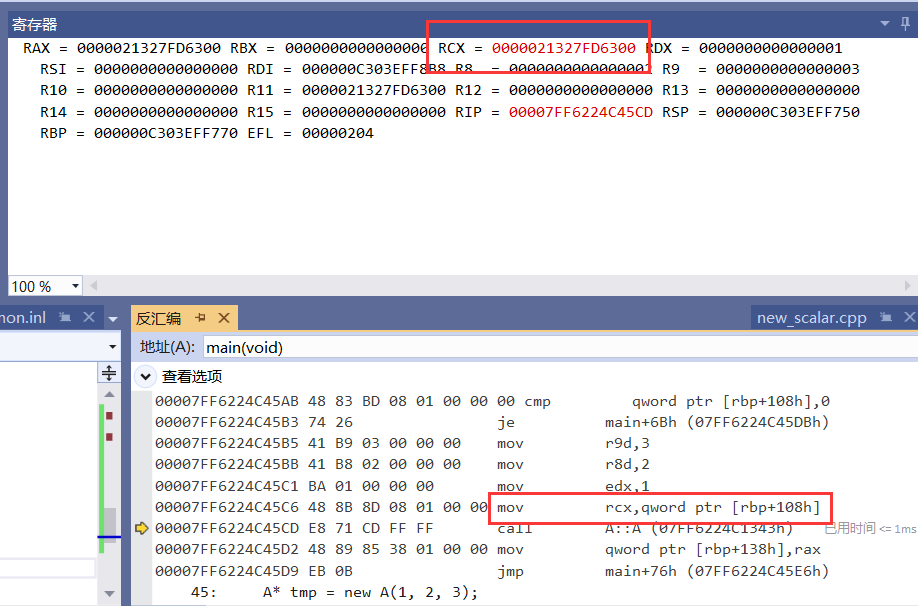 寄存器
RAX = 0000021327FD6300 RBX = 0000000000000000 RCX = 0000021327FD6300 RDX = 0000000000000001
RSI = 0000000000000000 RDI = 000000C303EFF8B8 R8 = 0000000000000002 R9 = 0000000000000003
R10 = 0000000000000000 R11 = 0000021327FD6300 R12 = 0000000000000000 R13 = 0000000000000000
R14 = 0000000000000000 R15 = 0000000000000000 RIP = 00007FF6224C45CD RSP = 000000C303EFF750
RBP = 000000C303EFF770 EFL = 00000204
100 %
mon.inl
反汇编
new_scalar.cpp
地址(A): main(void)
查看选项
00007FF6224C45AB 48 83 BD 08 01 00 00 00 cmp qword ptr [rbp+108h],0
00007FF6224C45B3 74 26 je main+6Bh (07FF6224C45DBh)
00007FF6224C45B5 41 B9 03 00 00 00 mov r9d,3
00007FF6224C45BB 41 B8 02 00 00 00 mov r8d,2
00007FF6224C45C1 BA 01 00 00 00 mov edx,1
00007FF6224C45C6 48 8B 8D 08 01 00 00 mov rcx,qword ptr [rbp+108h]
00007FF6224C45CD E8 71 CD FF FF call A::A (07FF6224C1343h) 已用时间 <= 1ms
00007FF6224C45D2 48 89 85 38 01 00 00 mov qword ptr [rbp+138h],rax
00007FF6224C45D9 EB 0B jmp main+76h (07FF6224C45E6h)
45: A* tmp = new A(1, 2, 3);